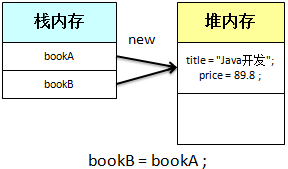 栈内存
堆内存
new
bookA
bookB
title = "Java开发";
price = 89.8 ;
bookB = bookA ;